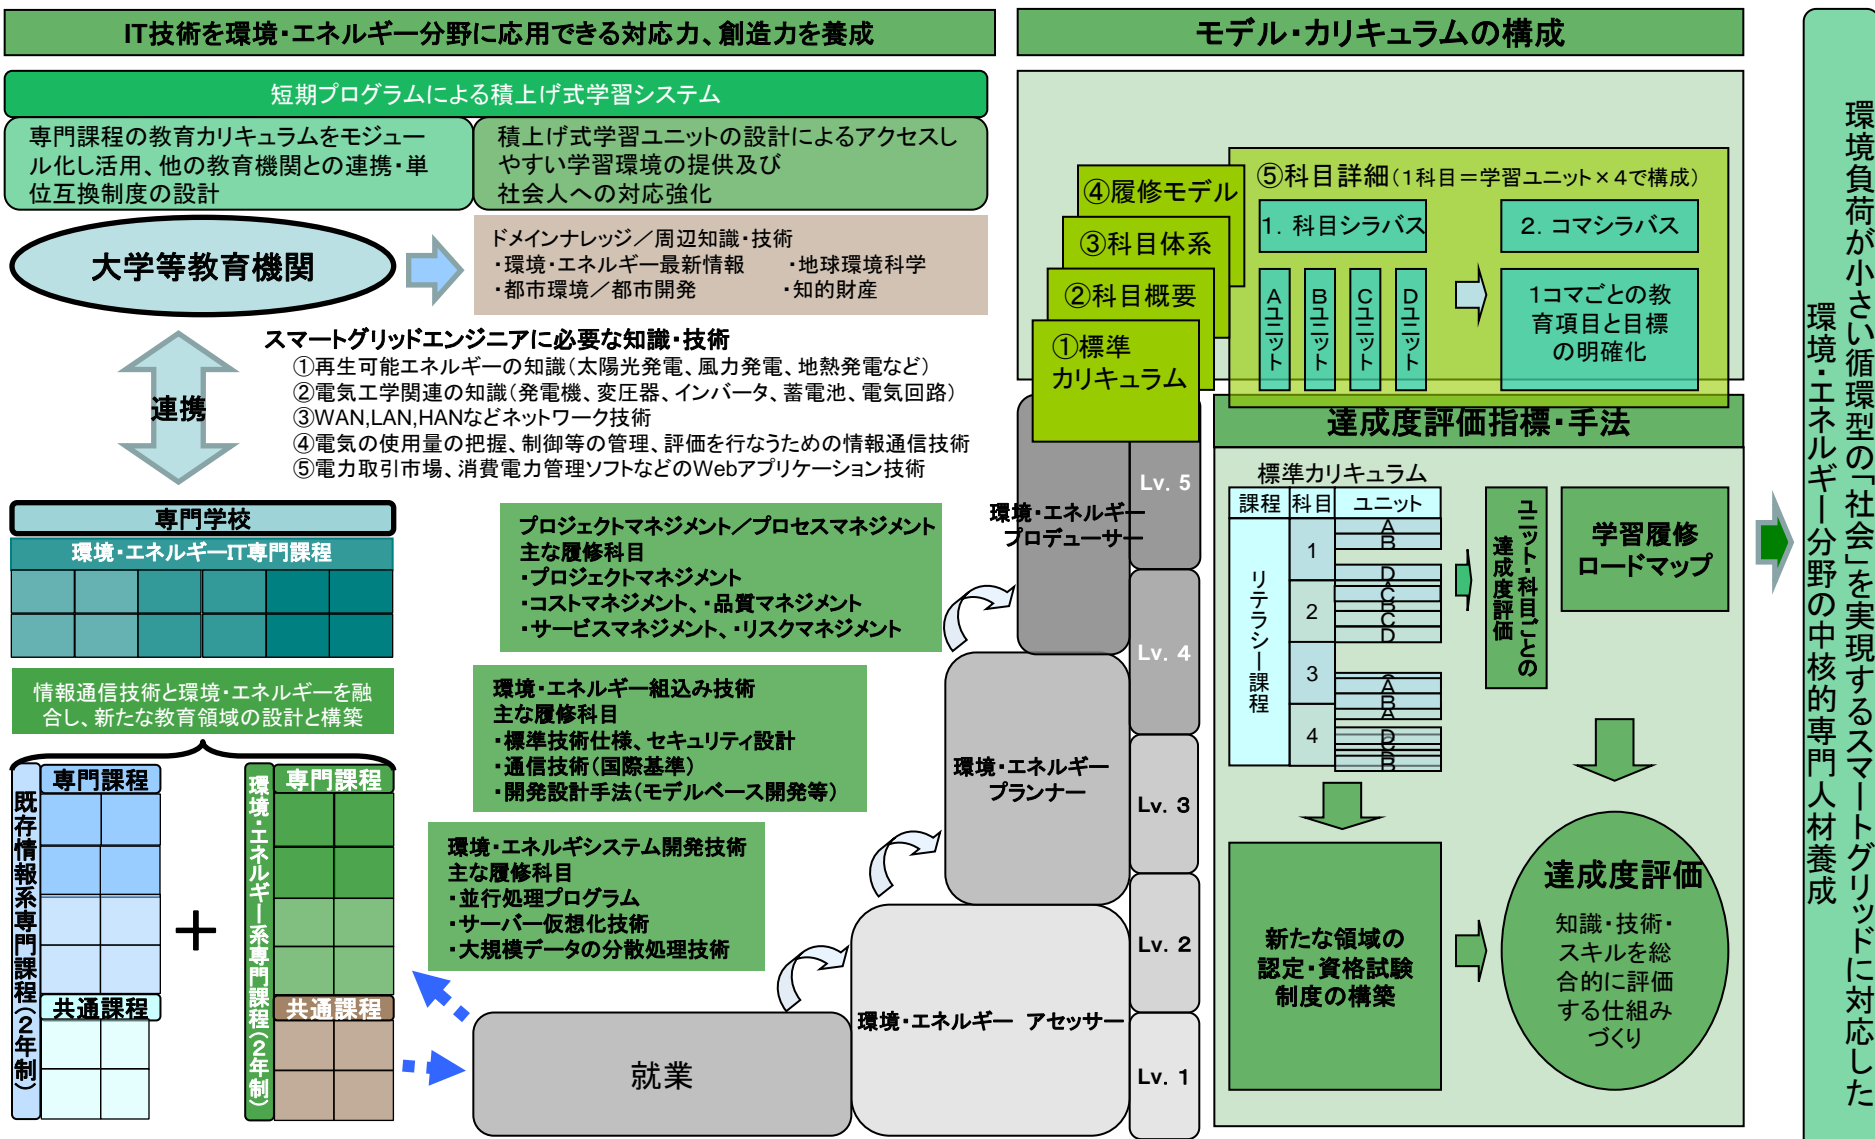 IT技術を環境・エネルギー分野に応用できる対応力、創造力を養成
短期プログラムによる積上げ式学習システム
専門課程の教育カリキュラムをモジュー
ル化し活用、他の教育機関との連携・単
位互換制度の設計
積上げ式学習ユニットの設計によるアクセスし
やすい学習環境の提供及び
社会人への対応強化
大学等教育機関
ドメインナレッジ／周辺知識・技術
・環境・エネルギー最新情報 ・地球環境科学
・都市環境／都市開発 ・知的財産
連携
スマートグリッドエンジニアに必要な知識・技術
①再生可能エネルギーの知識（太陽光発電、風力発電、地熱発電など）
②電気工学関連の知識（発電機、変圧器、インバータ、蓄電池、電気回路）
③WAN,LAN,HANなどネットワーク技術
④電気の使用量の把握、制御等の管理、評価を行なうための情報通信技術
⑤電力取引市場、消費電力管理ソフトなどのWebアプリケーション技術
専門学校
環境・エネルギーIT専門課程
情報通信技術と環境・エネルギーを融
合し、新たな教育領域の設計と構築
既存情報系専門課程（２年制）
専門課程
共通課程
＋
環境・エネルギー系専門課程（２年制）
専門課程
共通課程
プロジェクトマネジメント／プロセスマネジメント
主な履修科目
・プロジェクトマネジメント
・コストマネジメント、・品質マネジメント
・サービスマネジメント、・リスクマネジメント
環境・エネルギー組込み技術
主な履修科目
・標準技術仕様、セキュリティ設計
・通信技術（国際基準）
・開発設計手法（モデルベース開発等）
環境・エネルギシステム開発技術
主な履修科目
・並行処理プログラム
・サーバー仮想化技術
・大規模データの分散処理技術
就業
環境・エネルギー
プロデューサー
環境・エネルギー
プランナー
環境・エネルギー アセッサー
Lv. 5
Lv. 4
Lv. 3
Lv. 2
Lv. 1
モデル・カリキュラムの構成
④履修モデル
③科目体系
②科目概要
①標準
カリキュラム
⑤科目詳細（１科目＝学習ユニット×４で構成）
1．科目シラバス
2．コマシラバス
Aユニット
Bユニット
Cユニット
Dユニット
1コマごとの教
育項目と目標
の明確化
達成度評価指標・手法
標準カリキュラム
課程 科目 ユニット
リテラシー課程
1
2
3
4
A
B
D
C
B
C
D
A
B
A
D
B
ユニット・科目ごとの
達成度評価
学習履修
ロードマップ
新たな領域の
認定・資格試験
制度の構築
達成度評価
知識・技術・
スキルを総
合的に評価
する仕組み
づくり
環境負荷が小さい循環型の「社会」を実現するスマートグリッドに対応した
環境・エネルギー分野の中核的専門人材養成